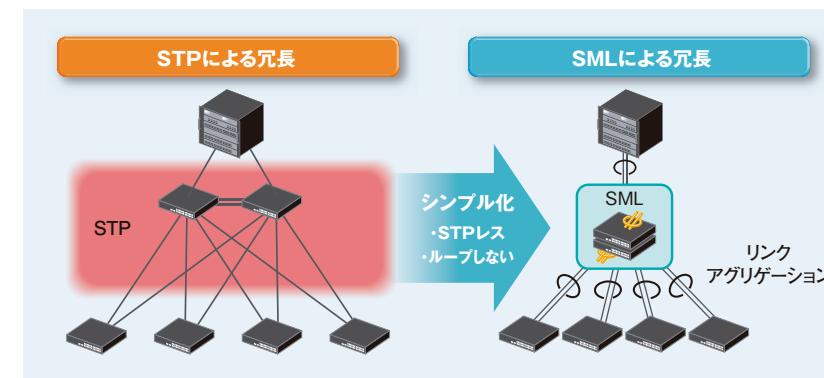 STPによる冗長
SMLによる冗長
STP
シンプル化
・STPレス
・ループしない
SML
リンク
アグリゲーション